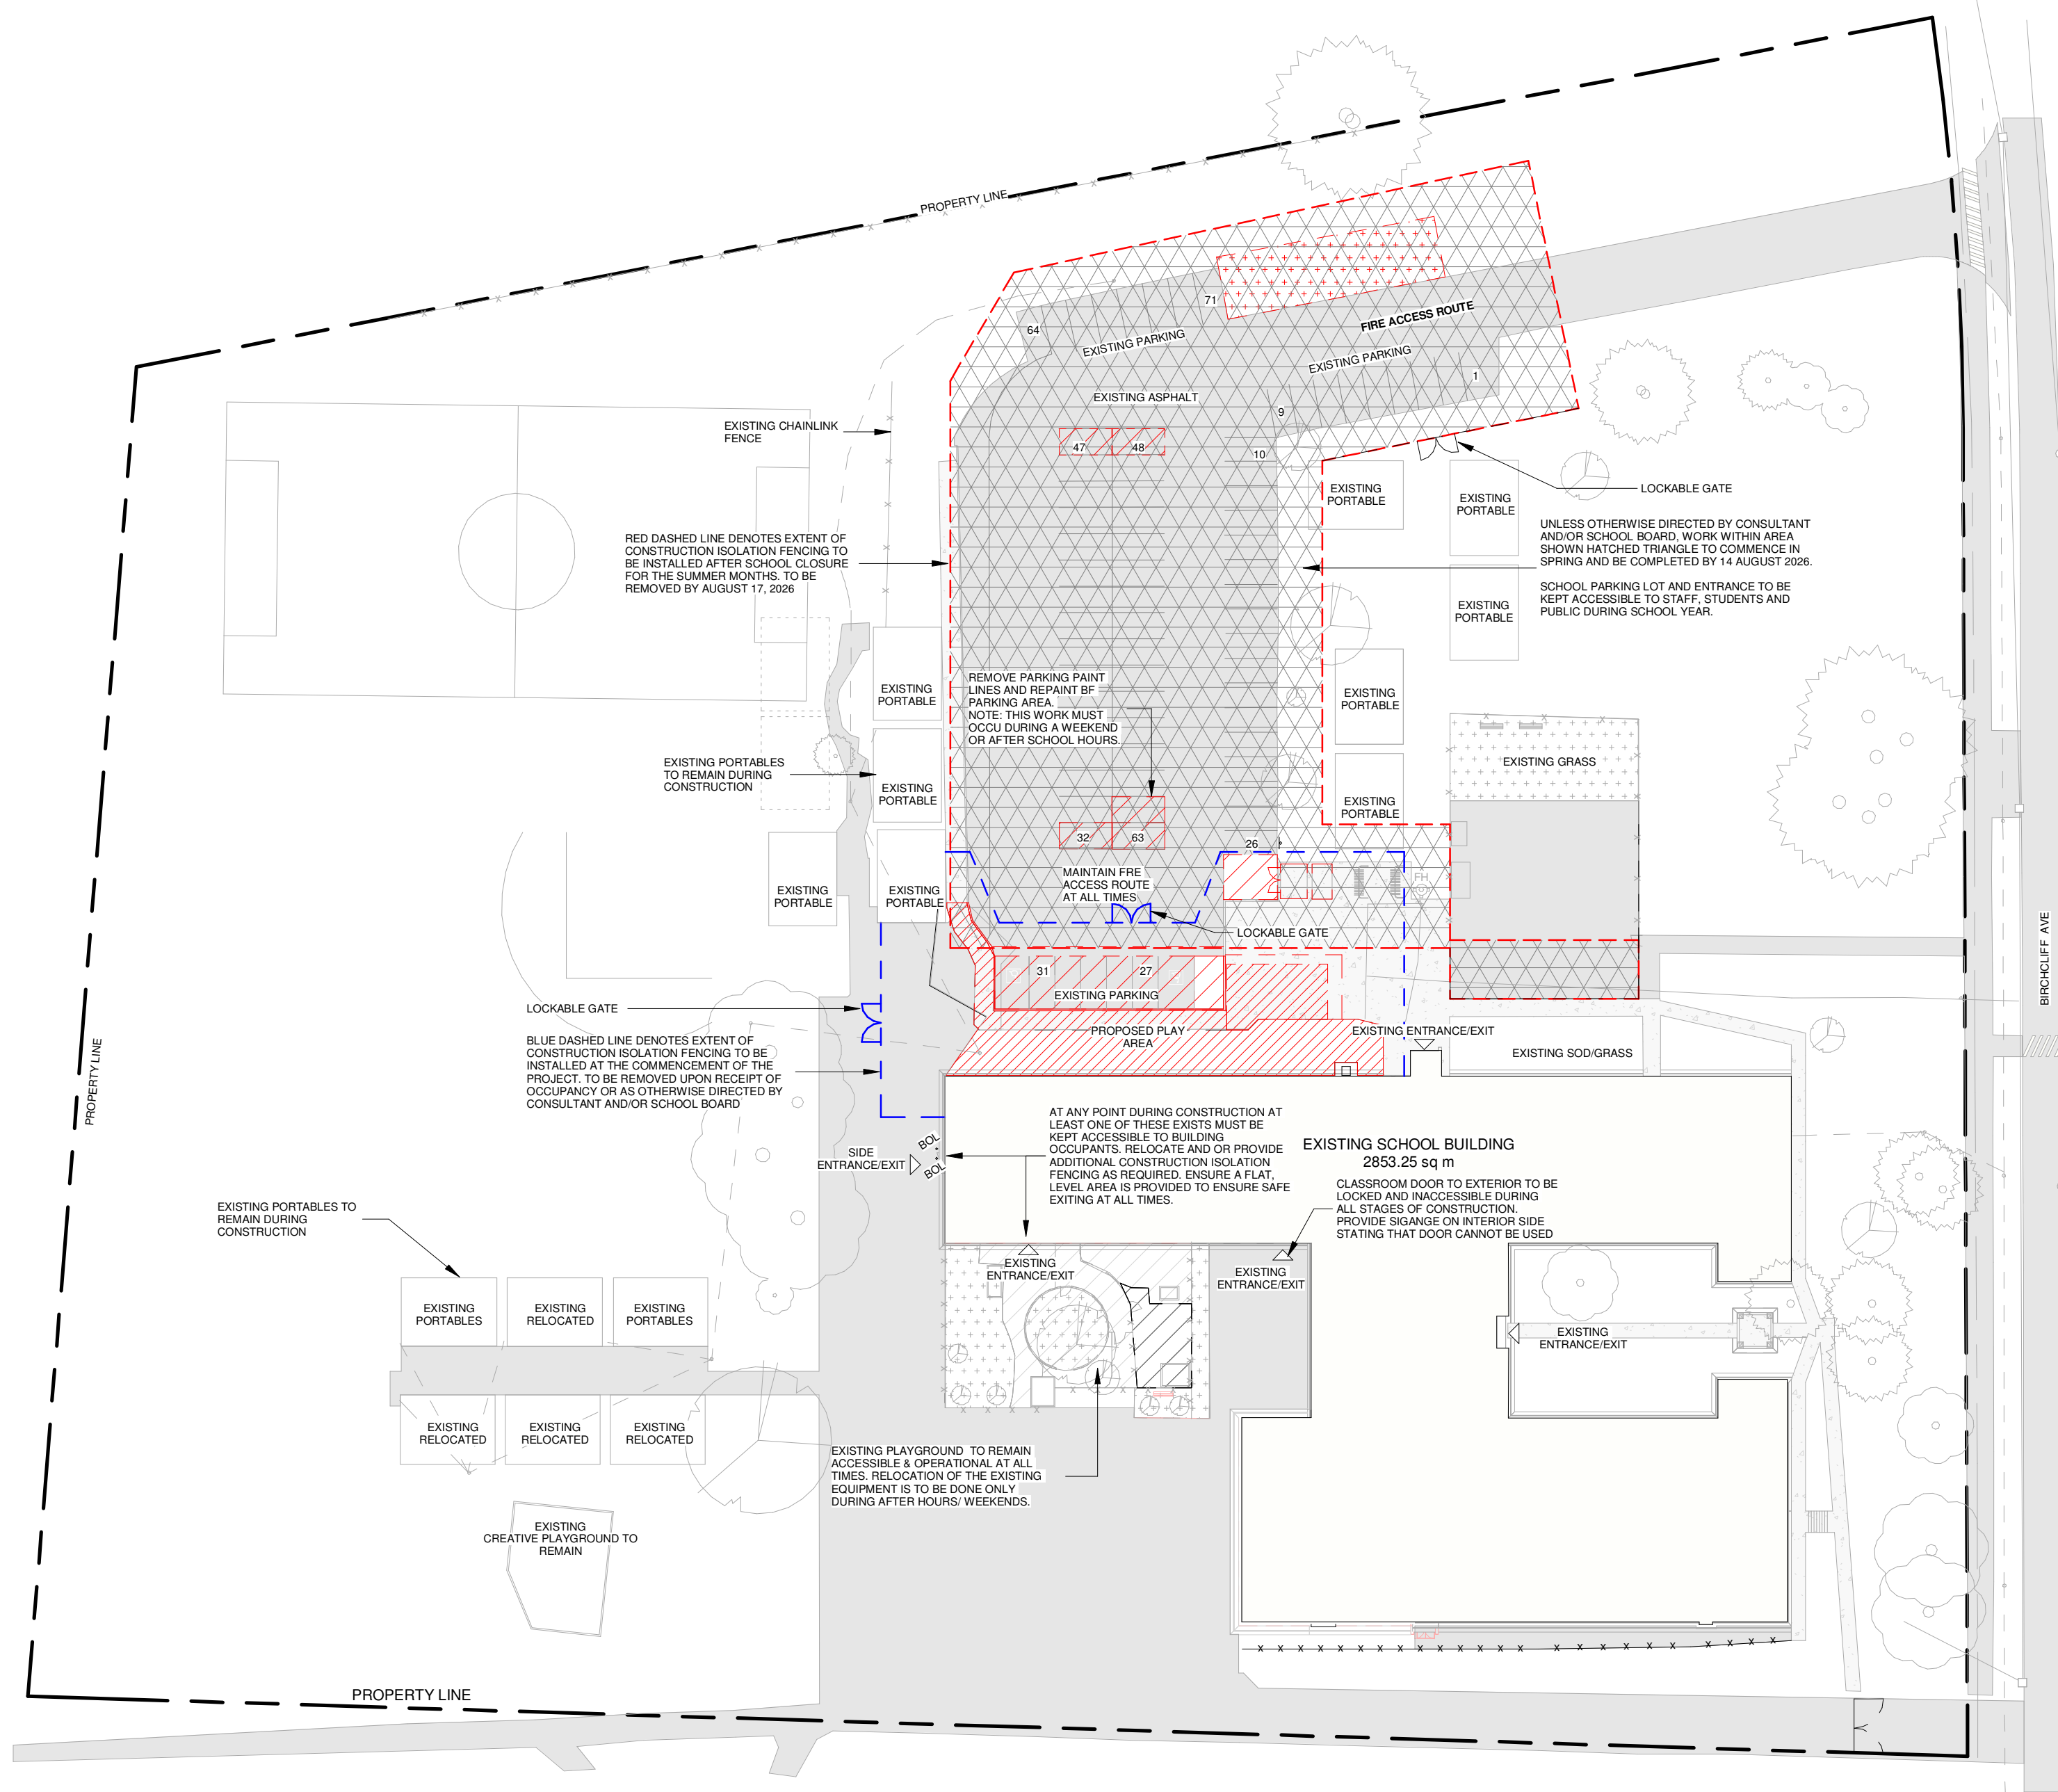 PROPERTY LINE
71
64
FIRE ACCESS ROUTE
EXISTING PARKING
EXISTING PARKING
1
EXISTING ASPHALT
9
EXISTING CHAINLINK
FENCE
47
48
10
EXISTING
PORTABLE
EXISTING
PORTABLE
LOCKABLE GATE
RED DASHED LINE DENOTES EXTENT OF
CONSTRUCTION ISOLATION FENCING TO
BE INSTALLED AFTER SCHOOL CLOSURE
FOR THE SUMMER MONTHS. TO BE
REMOVED BY AUGUST 17, 2026
UNLESS OTHERWISE DIRECTED BY CONSULTANT
AND/OR SCHOOL BOARD, WORK WITHIN AREA
SHOWN HATCHED TRIANGLE TO COMMENCE IN
SPRING AND BE COMPLETED BY 14 AUGUST 2026.
SCHOOL PARKING LOT AND ENTRANCE TO BE
KEPT ACCESSIBLE TO STAFF, STUDENTS AND
PUBLIC DURING SCHOOL YEAR.
EXISTING
PORTABLE
EXISTING
PORTABLE
REMOVE PARKING PAINT
LINES AND REPAINT BF
PARKING AREA.
NOTE: THIS WORK MUST
OCCU DURING A WEEKEND
OR AFTER SCHOOL HOURS.
EXISTING
PORTABLE
EXISTING PORTABLES
TO REMAIN DURING
CONSTRUCTION
EXISTING
PORTABLE
EXISTING
PORTABLE
EXISTING GRASS
32
63
26
EXISTING
PORTABLE
EXISTING
PORTABLE
MAINTAIN FRE
ACCESS ROUTE
AT ALL TIMES
FH
LOCKABLE GATE
31
27
EXISTING PARKING
BIRCHCLIFF AVE
LOCKABLE GATE
PROPOSED PLAY
AREA
EXISTING ENTRANCE/EXIT
EXISTING SOD/GRASS
PROPERTY LINE
BLUE DASHED LINE DENOTES EXTENT OF
CONSTRUCTION ISOLATION FENCING TO BE
INSTALLED AT THE COMMENCEMENT OF THE
PROJECT. TO BE REMOVED UPON RECEIPT OF
OCCUPANCY OR AS OTHERWISE DIRECTED BY
CONSULTANT AND/OR SCHOOL BOARD
AT ANY POINT DURING CONSTRUCTION AT
LEAST ONE OF THESE EXISTS MUST BE
KEPT ACCESSIBLE TO BUILDING
OCCUPANTS. RELOCATE AND OR PROVIDE
ADDITIONAL CONSTRUCTION ISOLATION
FENCING AS REQUIRED. ENSURE A FLAT,
LEVEL AREA IS PROVIDED TO ENSURE SAFE
EXITING AT ALL TIMES.
EXISTING SCHOOL BUILDING
2853.25 sq m
BOL
BOL
SIDE
ENTRANCE/EXIT
CLASSROOM DOOR TO EXTERIOR TO BE
LOCKED AND INACCESSIBLE DURING
ALL STAGES OF CONSTRUCTION.
PROVIDE SIGANGE ON INTERIOR SIDE
STATING THAT DOOR CANNOT BE USED
EXISTING PORTABLES TO
REMAIN DURING
CONSTRUCTION
EXISTING
ENTRANCE/EXIT
EXISTING
ENTRANCE/EXIT
EXISTING
PORTABLES
EXISTING
RELOCATED
EXISTING
PORTABLES
EXISTING
ENTRANCE/EXIT
EXISTING
RELOCATED
EXISTING
RELOCATED
EXISTING
RELOCATED
EXISTING PLAYGROUND TO REMAIN
ACCESSIBLE & OPERATIONAL AT ALL
TIMES. RELOCATION OF THE EXISTING
EQUIPMENT IS TO BE DONE ONLY
DURING AFTER HOURS/ WEEKENDS.
EXISTING
CREATIVE PLAYGROUND TO
REMAIN
PROPERTY LINE